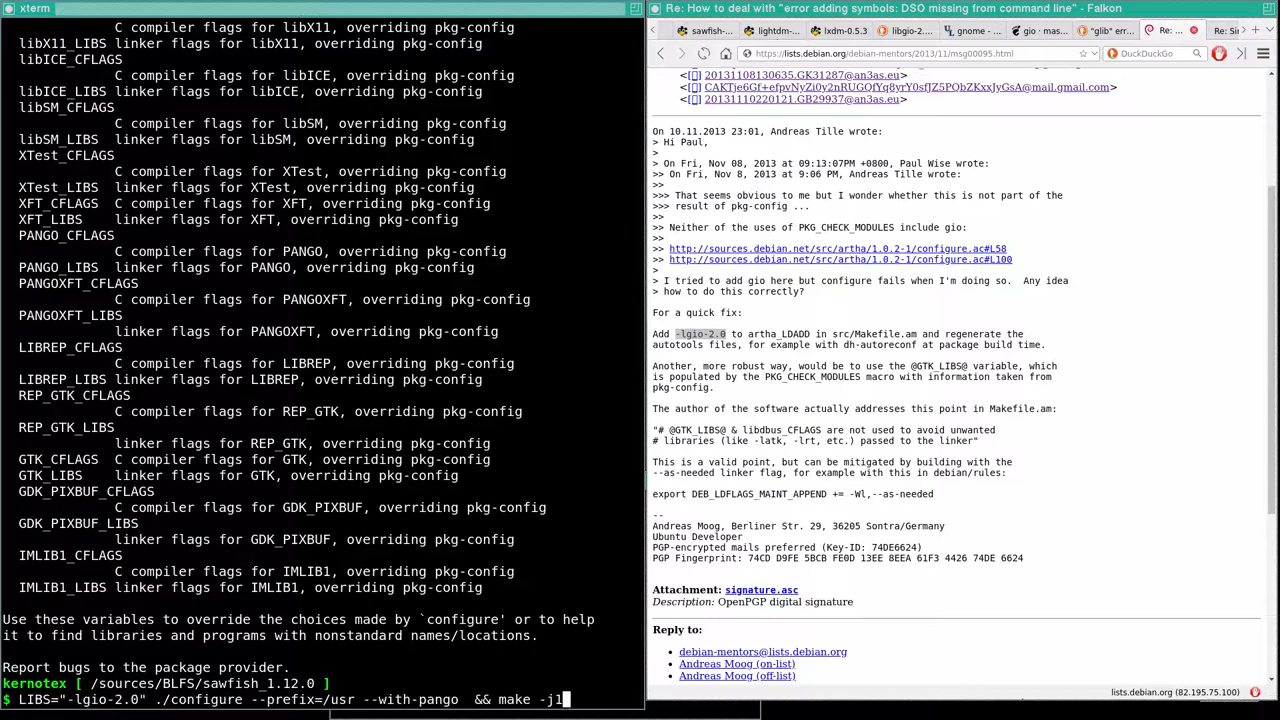 xterm
C compiler flags for libX11, overriding pkg-config
libX11_LIBS linker flags for libX11, overriding pkg-config
libICE_CFLAGS
C compiler flags for libICE, overriding pkg-config
libICE_LIBS linker flags for libICE, overriding pkg-config
libSM_CFLAGS
C compiler flags for libSM, overriding pkg-config
libSM_LIBS linker flags for libSM, overriding pkg-config
XTest_CFLAGS
C compiler flags for XTest, overriding pkg-config
XTest_LIBS linker flags for XTest, overriding pkg-config
XFT_CFLAGS C compiler flags for XFT, overriding pkg-config
XFT_LIBS linker flags for XFT, overriding pkg-config
PANGO_CFLAGS
C compiler flags for PANGO, overriding pkg-config
PANGO_LIBS linker flags for PANGO, overriding pkg-config
PANGOXFT_CFLAGS
C compiler flags for PANGOXFT, overriding pkg-config
PANGOXFT_LIBS
linker flags for PANGOXFT, overriding pkg-config
LIBREP_CFLAGS
C compiler flags for LIBREP, overriding pkg-config
LIBREP_LIBS linker flags for LIBREP, overriding pkg-config
REP_GTK_CFLAGS
C compiler flags for REP_GTK, overriding pkg-config
REP_GTK_LIBS
linker flags for REP_GTK, overriding pkg-config
GTK_CFLAGS C compiler flags for GTK, overriding pkg-config
GTK_LIBS linker flags for GTK, overriding pkg-config
GDK_PIXBUF_CFLAGS
C compiler flags for GDK_PIXBUF, overriding pkg-config
GDK_PIXBUF_LIBS
linker flags for GDK_PIXBUF, overriding pkg-config
IMLIB1_CFLAGS
C compiler flags for IMLIB1, overriding pkg-config
IMLIB1_LIBS linker flags for IMLIB1, overriding pkg-config
Use these variables to override the choices made by `configure' or to help
it to find libraries and programs with nonstandard names/locations.
Report bugs to the package provider.
kernotex [ /sources/BLFS/sawfish_1.12.0 ]
$ LIBS="-lgio-2.0" ./configure --prefix=/usr --with-pango && make -j1
Re: How to deal with "error adding symbols: DSO missing from command line" - Falkon
sawfish-... lightdm-... lxdm-0.5.3 libgio-2.... gnome - ... gio · mas... "glib" err... Re: ... Re: Sin
https://lists.debian.org/debian-mentors/2013/11/msg00095.html DuckDuckGo
20131108130635.GK31287@an3as.eu>
CAKTje6Gf+efpvNyZi0y2nRUGQfYq8yrY0sfJZ5PQbZKxxJyGsA@mail.gmail.com>
20131110220121.GB29937@an3as.eu>
On 10.11.2013 23:01, Andreas Tille wrote:
> Hi Paul,
>
> On Fri, Nov 08, 2013 at 09:13:07PM +0800, Paul Wise wrote:
>> On Fri, Nov 8, 2013 at 9:06 PM, Andreas Tille wrote:
>>
>>> That seems obvious to me but I wonder whether this is not part of the
>>> result of pkg-config ...
>>
>> Neither of the uses of PKG_CHECK_MODULES include gio:
>>
>> http://sources.debian.net/src/artha/1.0.2-1/configure.ac#L58
>> http://sources.debian.net/src/artha/1.0.2-1/configure.ac#L100
>
> I tried to add gio here but configure fails when I'm doing so. Any idea
> how to do this correctly?
For a quick fix:
Add -lgio-2.0 to artha_LDADD in src/Makefile.am and regenerate the
autotools files, for example with dh-autoreconf at package build time.
Another, more robust way, would be to use the @GTK_LIBS@ variable, which
is populated by the PKG_CHECK_MODULES macro with information taken from
pkg-config.
The author of the software actually addresses this point in Makefile.am:
"# @GTK_LIBS@ & libdbus_CFLAGS are not used to avoid unwanted
# libraries (like -latk, -lrt, etc.) passed to the linker"
This is a valid point, but can be mitigated by building with the
--as-needed linker flag, for example with this in debian/rules:
export DEB_LDFLAGS_MAINT_APPEND += -Wl,--as-needed
--
Andreas Moog, Berliner Str. 29, 36205 Sontra/Germany
Ubuntu Developer
PGP-encrypted mails preferred (Key-ID: 74DE6624)
PGP Fingerprint: 74CD D9FE 5BCB FE0D 13EE 8EEA 61F3 4426 74DE 6624
Attachment: signature.asc
Description: OpenPGP digital signature
Reply to:
debian-mentors@lists.debian.org
Andreas Moog (on-list)
Andreas Moog (off-list)
lists.debian.org (82.195.75.100)